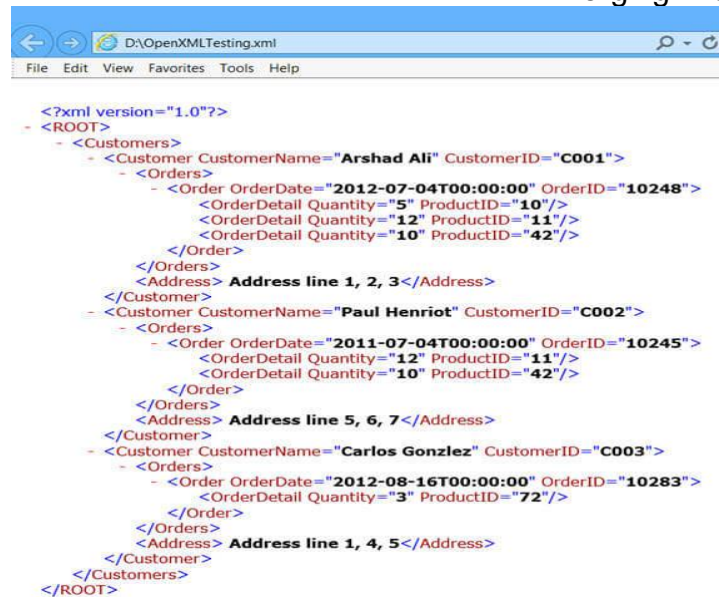 D:\OpenXMLTesting.xml
File Edit View Favorites Tools Help
<?xml version="1.0"?>
- <ROOT>
- <Customers>
- <Customer CustomerName="Arshad Ali" CustomerID="C001">
- <Orders>
- <Order OrderDate="2012-07-04T00:00:00" OrderID="10248">
<OrderDetail Quantity="5" ProductID="10"/>
<OrderDetail Quantity="12" ProductID="11"/>
<OrderDetail Quantity="10" ProductID="42"/>
</Order>
</Orders>
<Address> Address line 1, 2, 3</Address>
</Customer>
- <Customer CustomerName="Paul Henriot" CustomerID="C002">
- <Orders>
- <Order OrderDate="2011-07-04T00:00:00" OrderID="10245">
<OrderDetail Quantity="12" ProductID="11"/>
<OrderDetail Quantity="10" ProductID="42"/>
</Order>
</Orders>
<Address> Address line 5, 6, 7</Address>
</Customer>
- <Customer CustomerName="Carlos Gonzlez" CustomerID="C003">
- <Orders>
- <Order OrderDate="2012-08-16T00:00:00" OrderID="10283">
<OrderDetail Quantity="3" ProductID="72"/>
</Order>
</Orders>
<Address> Address line 1, 4, 5</Address>
</Customer>
</Customers>
</ROOT>